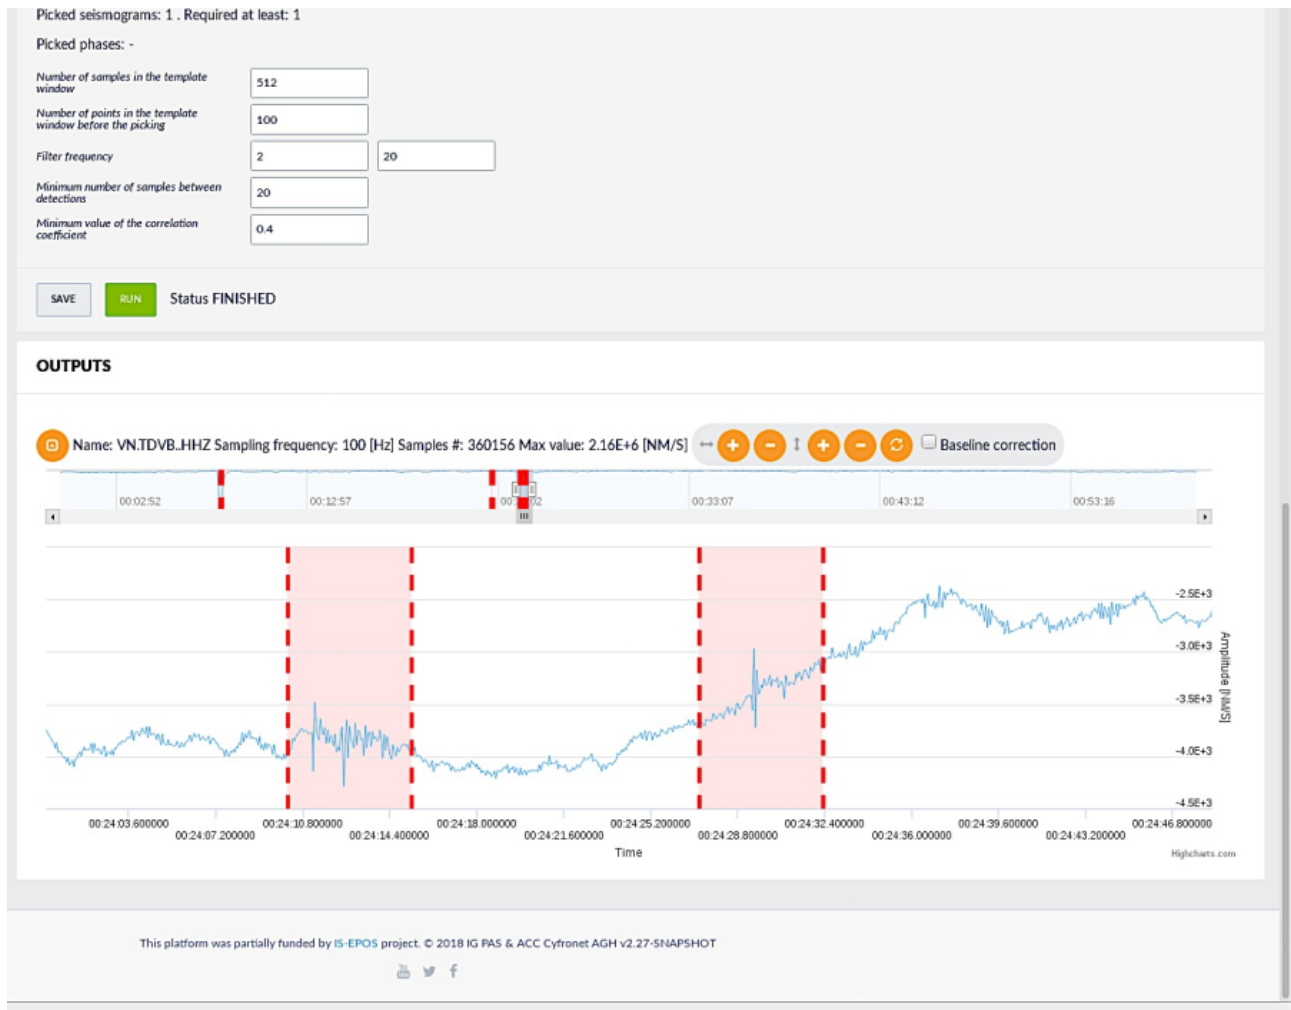 Picked seismograms: 1 . Required at least: 1
Picked phases: -
Number of samples in the template
window
512
Number of points in the template
window before the picking
100
Filter frequency
2 20
Minimum number of samples between
detections
20
Minimum value of the correlation
coefficient
0.4
SAVE RUN Status FINISHED
OUTPUTS
Name: VN.TDVB..HHZ Sampling frequency: 100 [Hz] Samples #: 360156 Max value: 2.16E+6 [NM/S] Baseline correction
00:02:52 00:12:57 00:33:07 00:43:12 00:53:16
-2.5E+3
-3.0E+3
-3.5E+3
-4.0E+3
-4.5E+3
Amplitude [NM/S]
00:24:03.600000 00:24:10.800000 00:24:18.000000 00:24:25.200000 00:24:32.400000 00:24:39.600000 00:24:46.800000
00:24:07.200000 00:24:14.400000 00:24:21.600000 00:24:28.800000 00:24:36.000000 00:24:43.200000
Time
Highcharts.com
This platform was partially funded by IS-EPOS project. © 2018 IG PAS & ACC Cyfronet AGH v2.27-SNAPSHOT